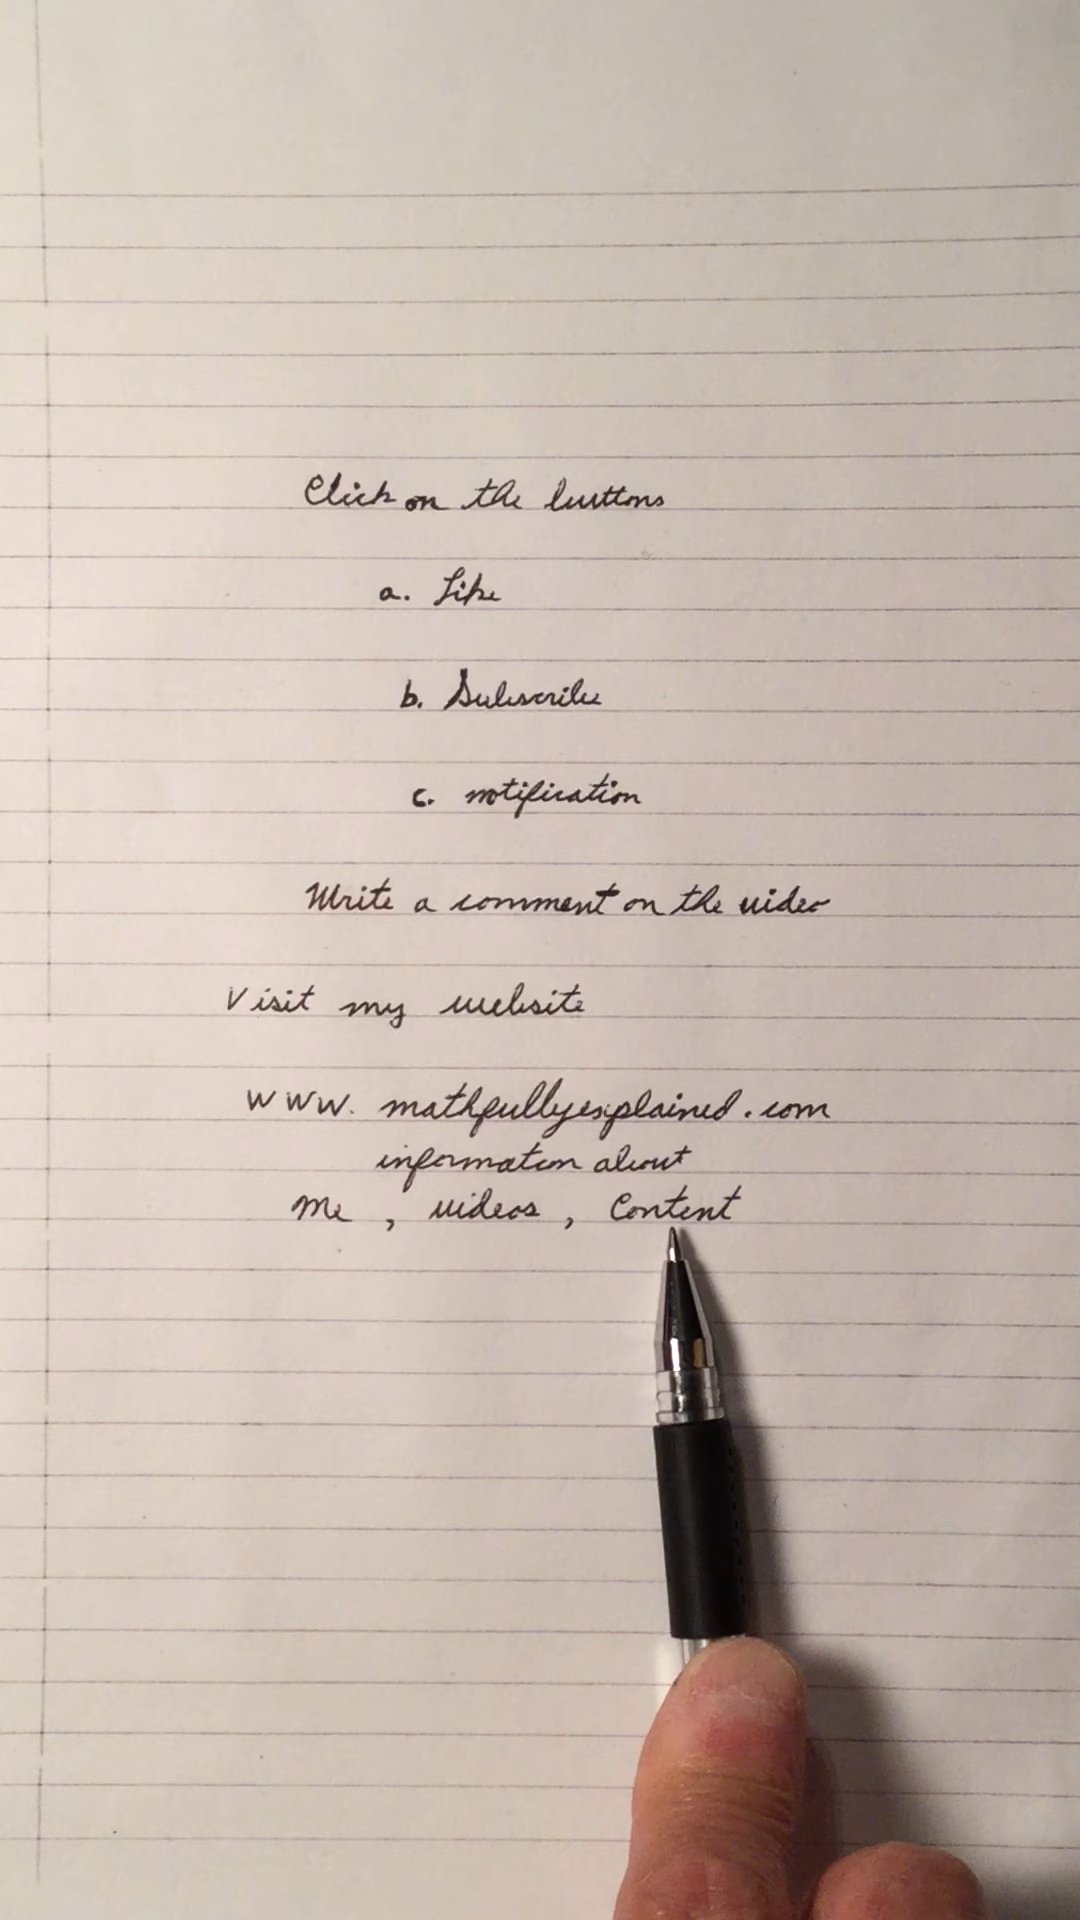 Click on the buttons
a. Like
b. Subscribe
c. notification
Write a comment on the video
Visit my website
www.mathfullyexplained.com
information about
Me, videos, Content